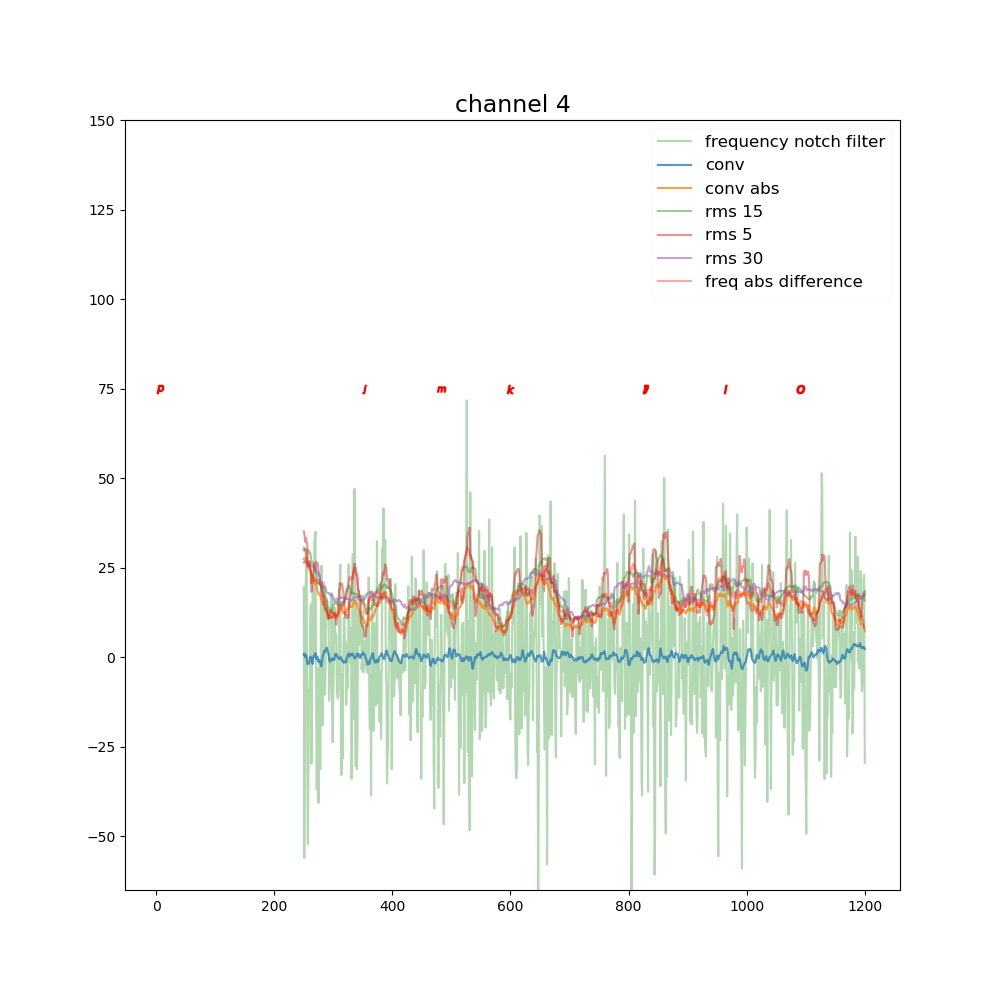 channel 4
150
125
100
75
50
25
0
−25
−50
frequency notch filter
conv
conv abs
rms 15
rms 5
rms 30
freq abs difference
p j m k l o
0 200 400 600 800 1000 1200